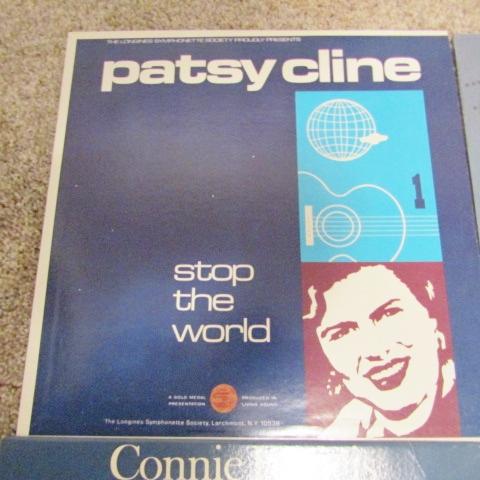 THE LONGINES SYMPHONETTE SOCIETY PROUDLY PRESENTS
patsy cline
1
stop
the
world
A GOLD MEDAL PRODUCED IN
PRESENTATION LIVING SOUND
The Longines Symphonette Society, Larchmont, N.Y. 10538
Connie